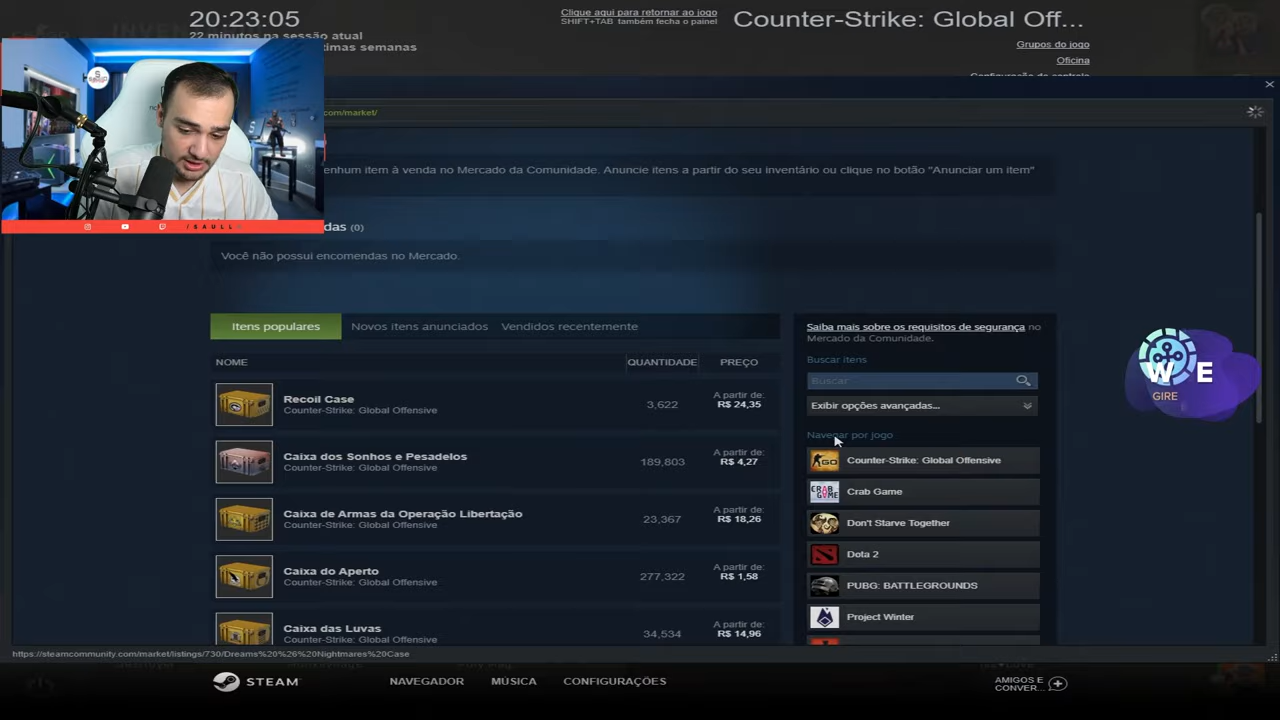 20:23:05
22 minutos na sessão atual
ximas semanas
Clique aqui para retornar ao jogo
SHIFT+TAB também fecha o painel
Counter-Strike: Global Off...
Grupos do jogo
Oficina
com/market/
enhum item à venda no Mercado da Comunidade. Anuncie itens a partir do seu inventário ou clique no botão "Anunciar um item"
das (0)
Você não possui encomendas no Mercado.
/SAULL
Itens populares
Novos itens anunciados
Vendidos recentemente
NOME
QUANTIDADE
PREÇO
Recoil Case
Counter-Strike: Global Offensive
3,622
A partir de:
R$ 24,35
Caixa dos Sonhos e Pesadelos
Counter-Strike: Global Offensive
189,803
A partir de:
R$ 4,27
Caixa de Armas da Operação Libertação
Counter-Strike: Global Offensive
23,367
A partir de:
R$ 18,26
Caixa do Aperto
Counter-Strike: Global Offensive
277,322
A partir de:
R$ 1,58
Caixa das Luvas
Counter-Strike: Global Offensive
34,534
A partir de:
R$ 14,96
Saiba mais sobre os requisitos de segurança no
Mercado da Comunidade.
Buscar itens
Buscar
Exibir opções avançadas...
Navegar por jogo
Counter-Strike: Global Offensive
Crab Game
Don't Starve Together
Dota 2
PUBG: BATTLEGROUNDS
Project Winter
W E
GIRE
https://steamcommunity.com/market/listings/730/Dreams%20%26%20Nightmares%20Case
STEAM
NAVEGADOR
MÚSICA
CONFIGURAÇÕES
AMIGOS E
CONVER...